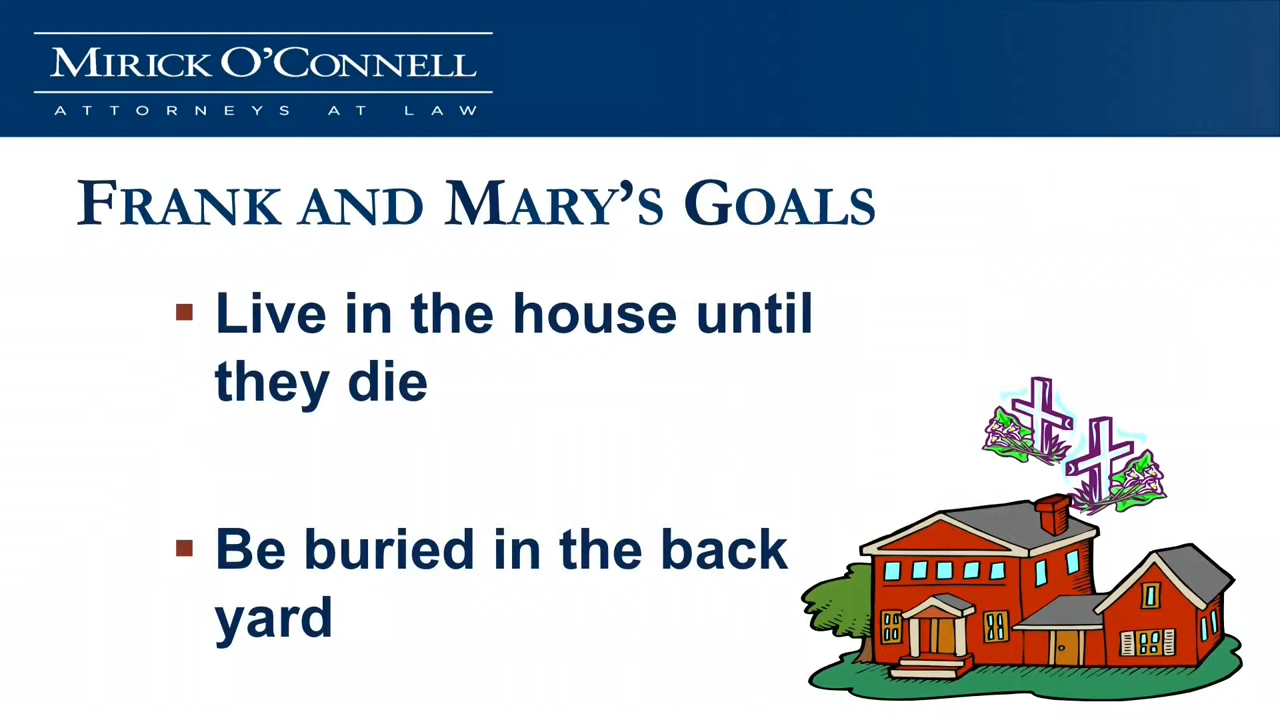 MIRICK O'CONNELL
ATTORNEYS AT LAW
FRANK AND MARY'S GOALS
▪ Live in the house until
they die
▪ Be buried in the back
yard